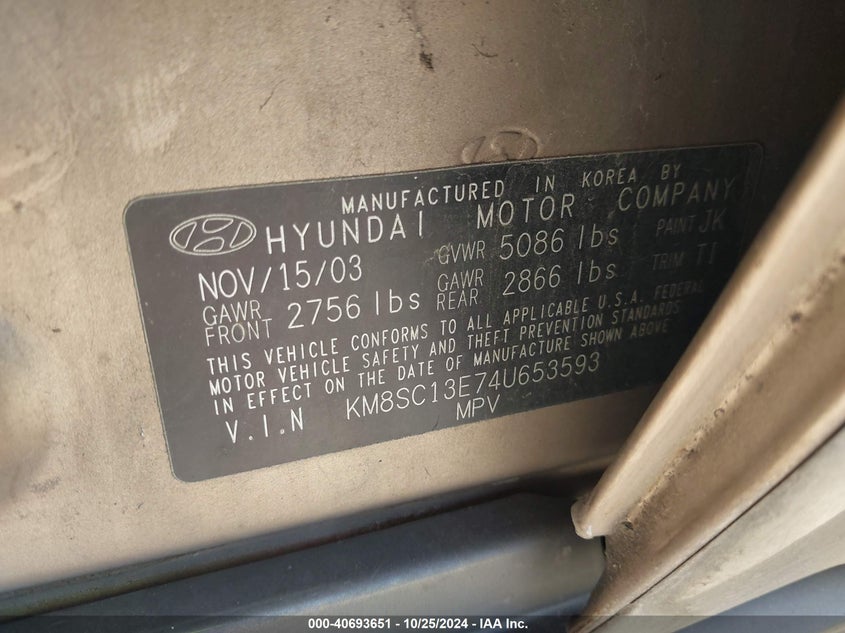 MANUFACTURED IN KOREA BY
HYUNDAI MOTOR COMPANY
NOV/15/03 GVWR 5086 lbs PAINT JK
GAWR FRONT 2756 lbs GAWR REAR 2866 lbs TRIM TI
THIS VEHICLE CONFORMS TO ALL APPLICABLE U.S.A. FEDERAL
MOTOR VEHICLE SAFETY AND THEFT PREVENTION STANDARDS
IN EFFECT ON THE DATE OF MANUFACTURE SHOWN ABOVE
V.I.N KM8SC13E74U653593
MPV
000-40693651 - 10/25/2024 - IAA Inc.